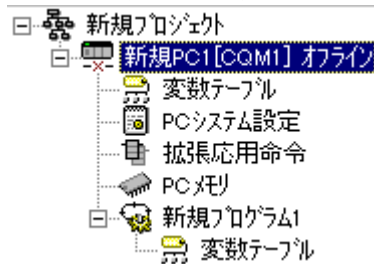 新規ﾌﾟﾛｼﾞｪｸﾄ
新規PC1[CQM1] ｵﾌﾗｲﾝ
変数ﾃｰﾌﾞﾙ
PCｼｽﾃﾑ設定
拡張応用命令
PCﾒﾓﾘ
新規ﾌﾟﾛｸﾞﾗﾑ1
変数ﾃｰﾌﾞﾙ